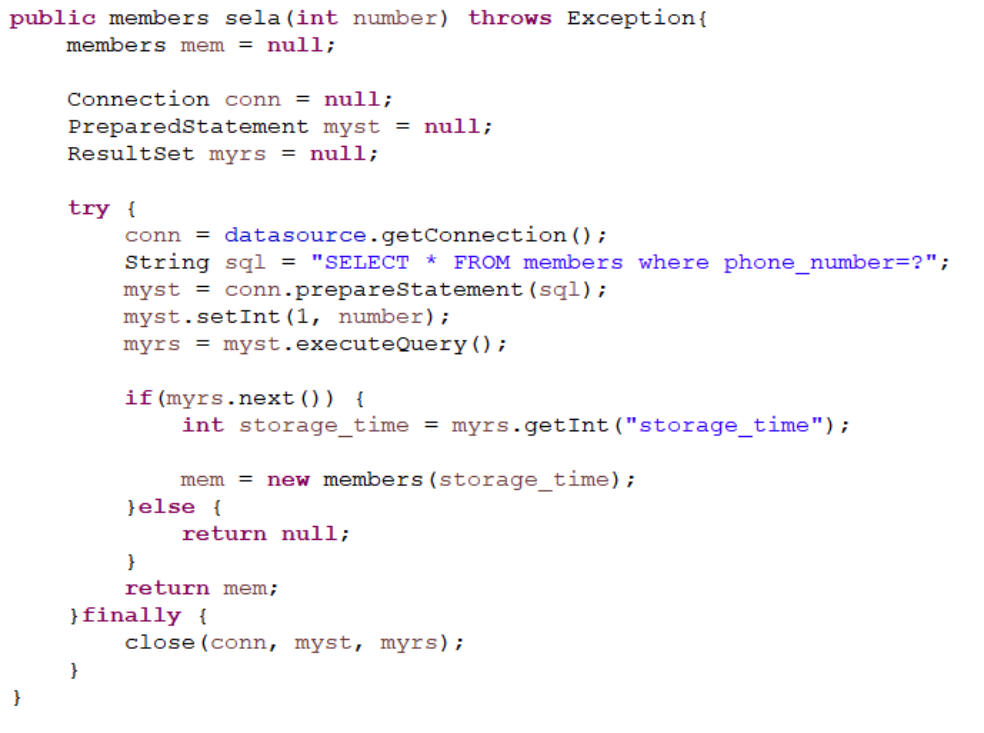 public members sela(int number) throws Exception{
    members mem = null;

    Connection conn = null;
    PreparedStatement myst = null;
    ResultSet myrs = null;

    try {
        conn = datasource.getConnection();
        String sql = "SELECT * FROM members where phone_number=?";
        myst = conn.prepareStatement(sql);
        myst.setInt(1, number);
        myrs = myst.executeQuery();

        if(myrs.next()) {
            int storage_time = myrs.getInt("storage_time");

            mem = new members(storage_time);
        }else {
            return null;
        }
        return mem;
    }finally {
        close(conn, myst, myrs);
    }
}